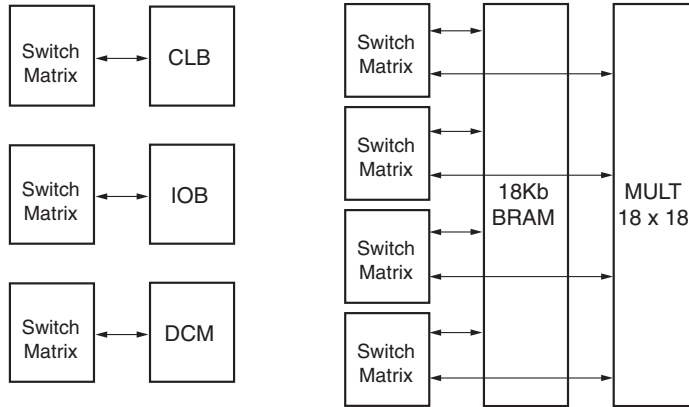 Switch
Matrix
CLB
Switch
Matrix
IOB
Switch
Matrix
DCM
Switch
Matrix
Switch
Matrix
Switch
Matrix
Switch
Matrix
18Kb
BRAM
MULT
18 x 18